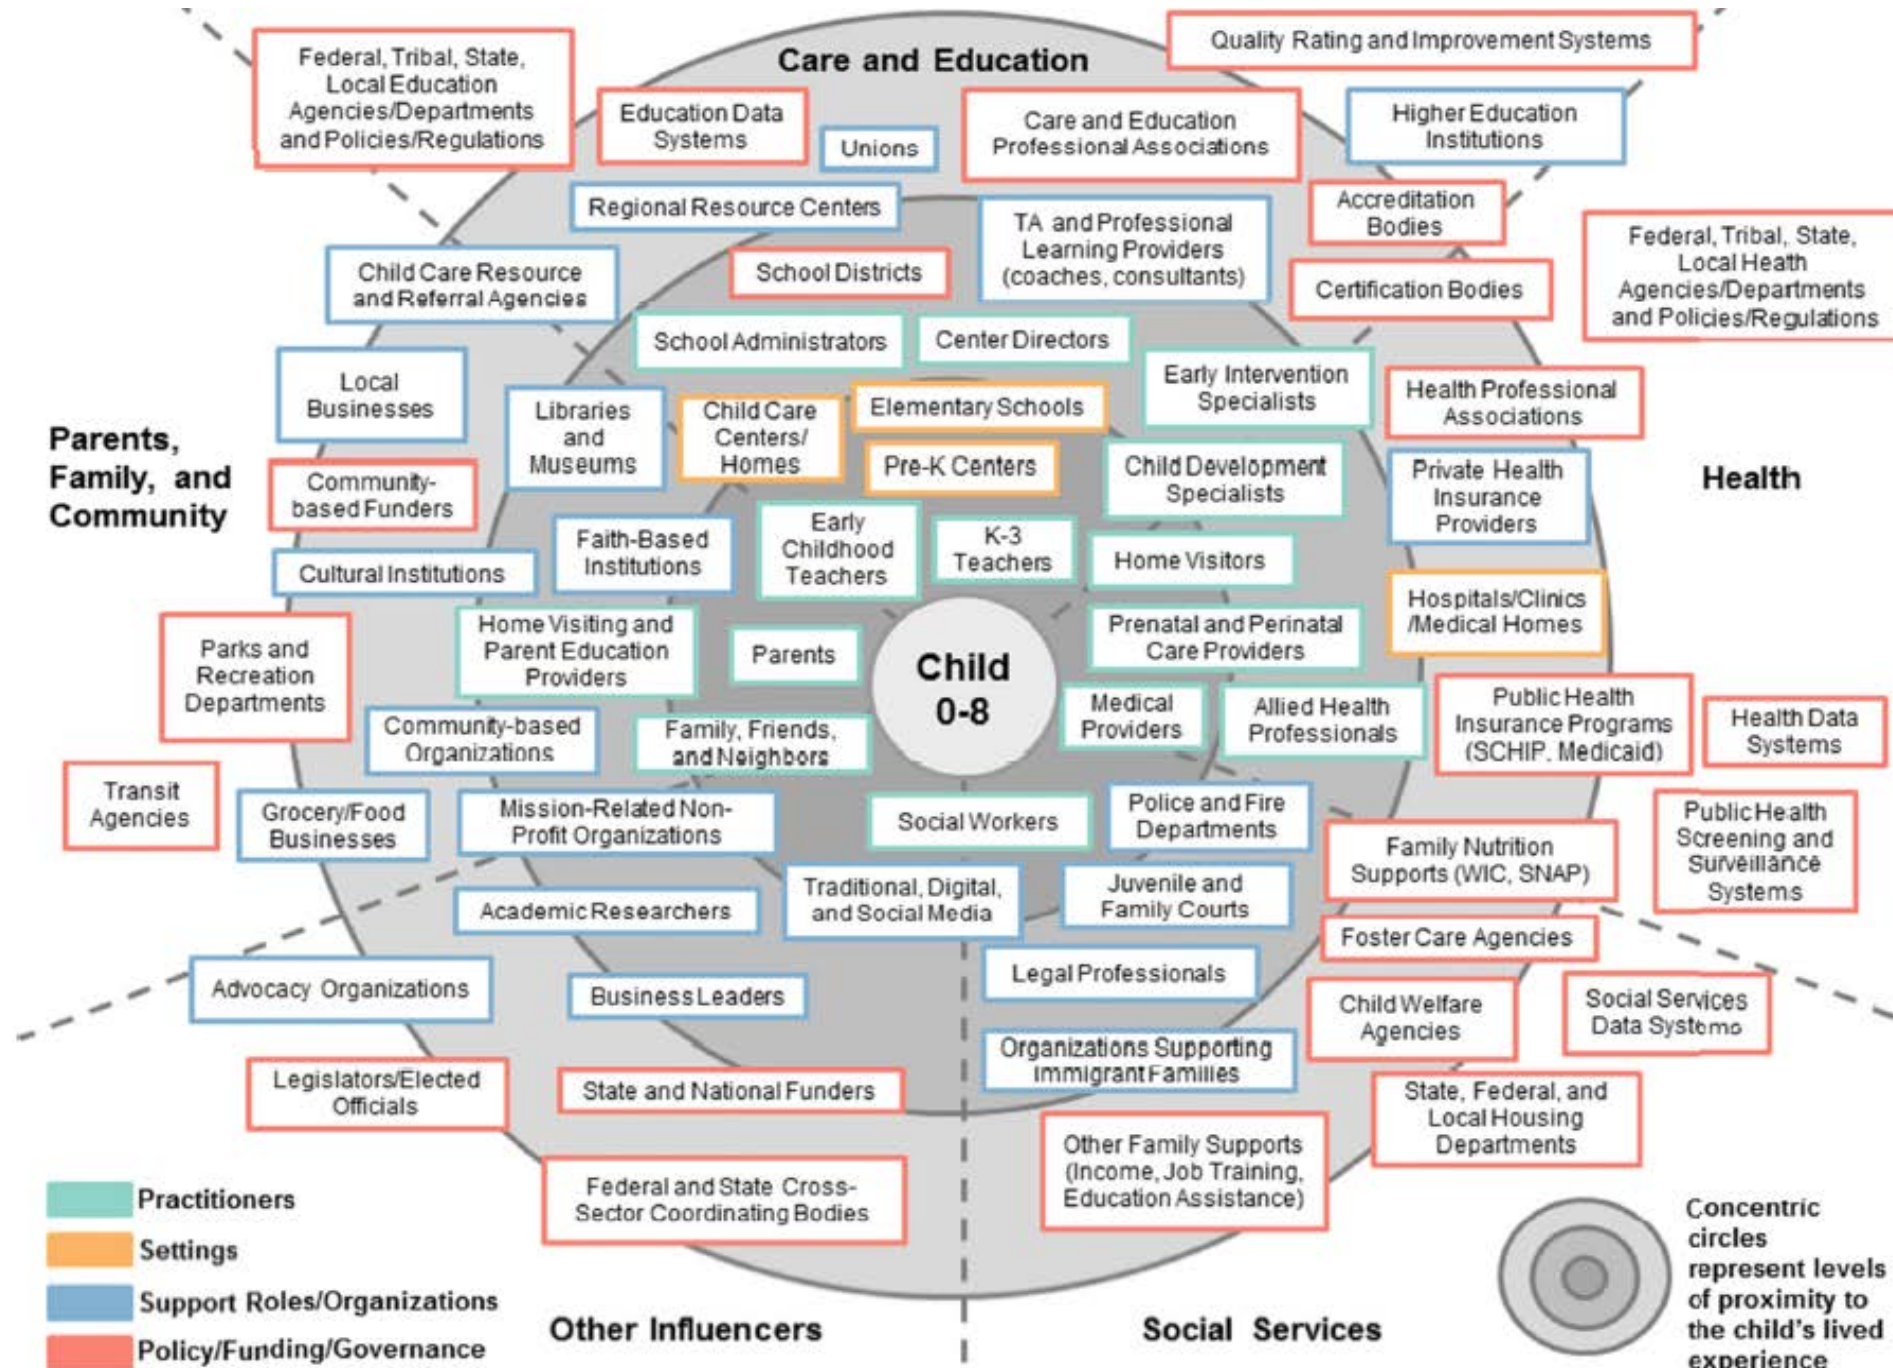 Care and Education
Quality Rating and Improvement Systems
Federal, Tribal, State,
Local Education
Agencies/Departments
and Policies/Regulations
Education Data
Systems
Unions
Care and Education
Professional Associations
Higher Education
Institutions
Regional Resource Centers
TA and Professional
Learning Providers
(coaches, consultants)
Accreditation
Bodies
Federal, Tribal, State,
Local Health
Agencies/Departments
and Policies/Regulations
Child Care Resource
and Referral Agencies
School Districts
Certification Bodies
School Administrators
Center Directors
Local
Businesses
Libraries
and
Museums
Child Care
Centers/
Homes
Elementary Schools
Early Intervention
Specialists
Health Professional
Associations
Parents,
Family, and
Community
Community-
based Funders
Pre-K Centers
Child Development
Specialists
Private Health
Insurance
Providers
Health
Cultural Institutions
Faith-Based
Institutions
Early
Childhood
Teachers
K-3
Teachers
Home Visitors
Hospitals/Clinics
/Medical Homes
Parks and
Recreation
Departments
Home Visiting and
Parent Education
Providers
Parents
Child
0-8
Prenatal and Perinatal
Care Providers
Community-based
Organizations
Family, Friends,
and Neighbors
Medical
Providers
Allied Health
Professionals
Public Health
Insurance Programs
(SCHIP, Medicaid)
Health Data
Systems
Transit
Agencies
Grocery/Food
Businesses
Mission-Related Non-
Profit Organizations
Social Workers
Police and Fire
Departments
Family Nutrition
Supports (WIC, SNAP)
Public Health
Screening and
Surveillance
Systems
Academic Researchers
Traditional, Digital,
and Social Media
Juvenile and
Family Courts
Foster Care Agencies
Advocacy Organizations
Business Leaders
Legal Professionals
Child Welfare
Agencies
Social Services
Data Systems
Legislators/Elected
Officials
State and National Funders
Organizations Supporting
Immigrant Families
State, Federal, and
Local Housing
Departments
Federal and State Cross-
Sector Coordinating Bodies
Other Family Supports
(Income, Job Training,
Education Assistance)
Practitioners
Settings
Support Roles/Organizations
Policy/Funding/Governance
Other Influencers
Social Services
Concentric
circles
represent levels
of proximity to
the child's lived
experience